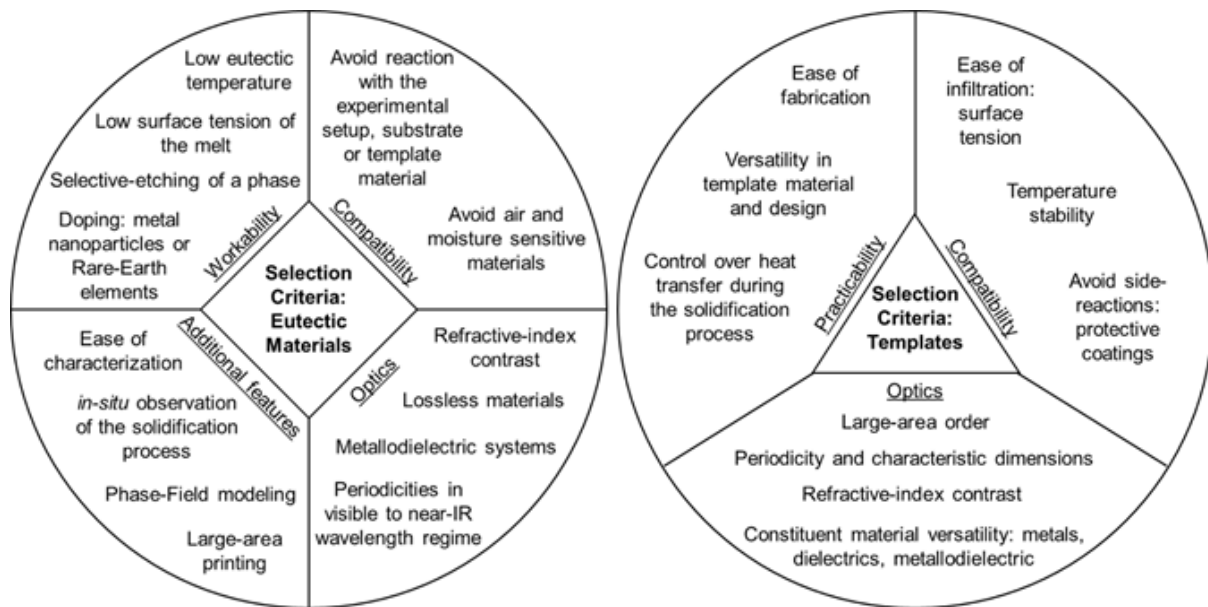 Low eutectic
temperature
Low surface tension of
the melt
Selective-etching of a phase
Doping: metal
nanoparticles or
Rare-Earth
elements
Workability
Avoid reaction
with the
experimental
setup, substrate
or template
material
Avoid air and
moisture sensitive
materials
Compatibility
Selection
Criteria:
Eutectic
Materials
Additional features
Ease of
characterization
in-situ observation
of the solidification
process
Phase-Field modeling
Large-area
printing
Optics
Refractive-index
contrast
Lossless materials
Metallodielectric systems
Periodicities in
visible to near-IR
wavelength regime
Ease of
fabrication
Versatility in
template material
and design
Control over heat
transfer during
the solidification
process
Practicability
Ease of
infiltration:
surface
tension
Temperature
stability
Avoid side-
reactions:
protective
coatings
Compatibility
Selection
Criteria:
Templates
Optics
Large-area order
Periodicity and characteristic dimensions
Refractive-index contrast
Constituent material versatility: metals,
dielectrics, metallodielectric